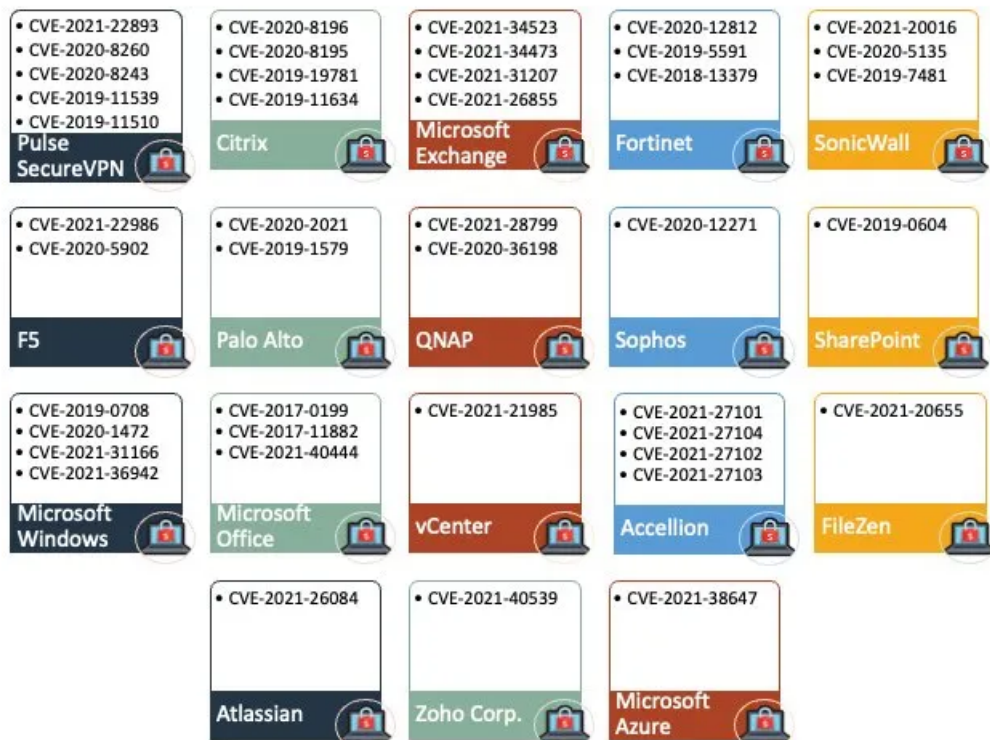 • CVE-2021-22893
• CVE-2020-8260
• CVE-2020-8243
• CVE-2019-11539
• CVE-2019-11510
Pulse
SecureVPN
• CVE-2020-8196
• CVE-2020-8195
• CVE-2019-19781
• CVE-2019-11634
Citrix
• CVE-2021-34523
• CVE-2021-34473
• CVE-2021-31207
• CVE-2021-26855
Microsoft
Exchange
• CVE-2020-12812
• CVE-2019-5591
• CVE-2018-13379
Fortinet
• CVE-2021-20016
• CVE-2020-5135
• CVE-2019-7481
SonicWall
• CVE-2021-22986
• CVE-2020-5902
F5
• CVE-2020-2021
• CVE-2019-1579
Palo Alto
• CVE-2021-28799
• CVE-2020-36198
QNAP
• CVE-2020-12271
Sophos
• CVE-2019-0604
SharePoint
• CVE-2019-0708
• CVE-2020-1472
• CVE-2021-31166
• CVE-2021-36942
Microsoft
Windows
• CVE-2017-0199
• CVE-2017-11882
• CVE-2021-40444
Microsoft
Office
• CVE-2021-21985
vCenter
• CVE-2021-27101
• CVE-2021-27104
• CVE-2021-27102
• CVE-2021-27103
Accellion
• CVE-2021-20655
FileZen
• CVE-2021-26084
Atlassian
• CVE-2021-40539
Zoho Corp.
• CVE-2021-38647
Microsoft
Azure